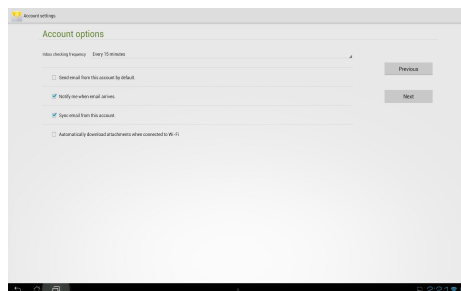 Account settings
Account options
Inbox checking frequency Every 15 minutes
Previous
Send email from this account by default.
Notify me when email arrives.
Next
Sync email from this account.
Automatically download attachments when connected to Wi-Fi